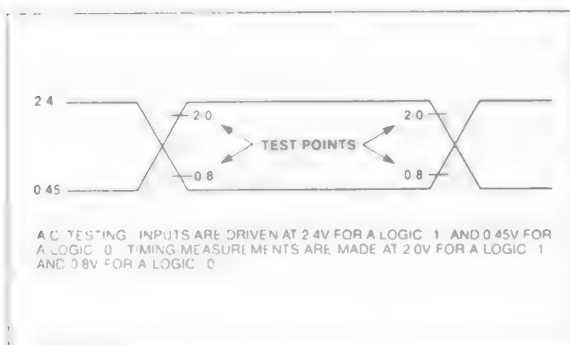 2.4
2.0
2.0
TEST POINTS
0.8
0.8
0.45
A.C. TESTING: INPUTS ARE DRIVEN AT 2.4V FOR A LOGIC 1 AND 0.45V FOR
A LOGIC 0 TIMING MEASUREMENTS ARE MADE AT 2.0V FOR A LOGIC 1
AND 0.8V FOR A LOGIC 0